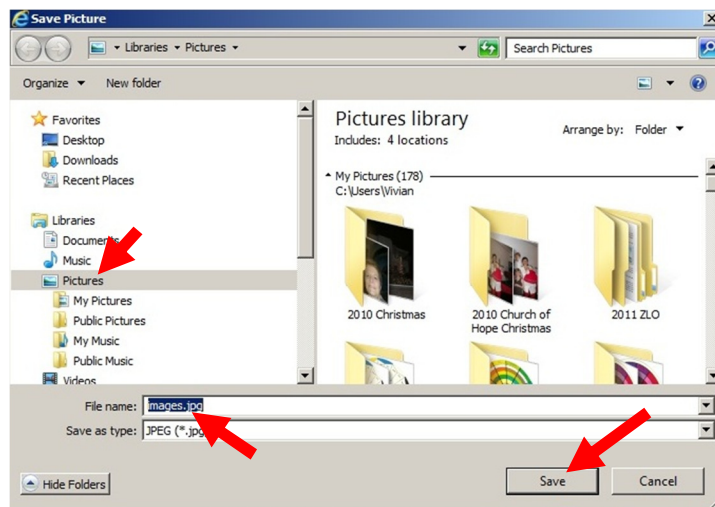 Save Picture
Libraries Pictures
Search Pictures
Organize New folder
Favorites
Desktop
Downloads
Recent Places
Libraries
Documents
Music
Pictures
My Pictures
Public Pictures
My Music
Public Music
Videos
Pictures library
Includes: 4 locations
Arrange by: Folder
My Pictures (178)
C:\Users\Vivian
2010 Christmas
2010 Church of
Hope Christmas
2011 ZLO
File name: images.jpg
Save as type: JPEG (*.jpg
Hide Folders
Save
Cancel